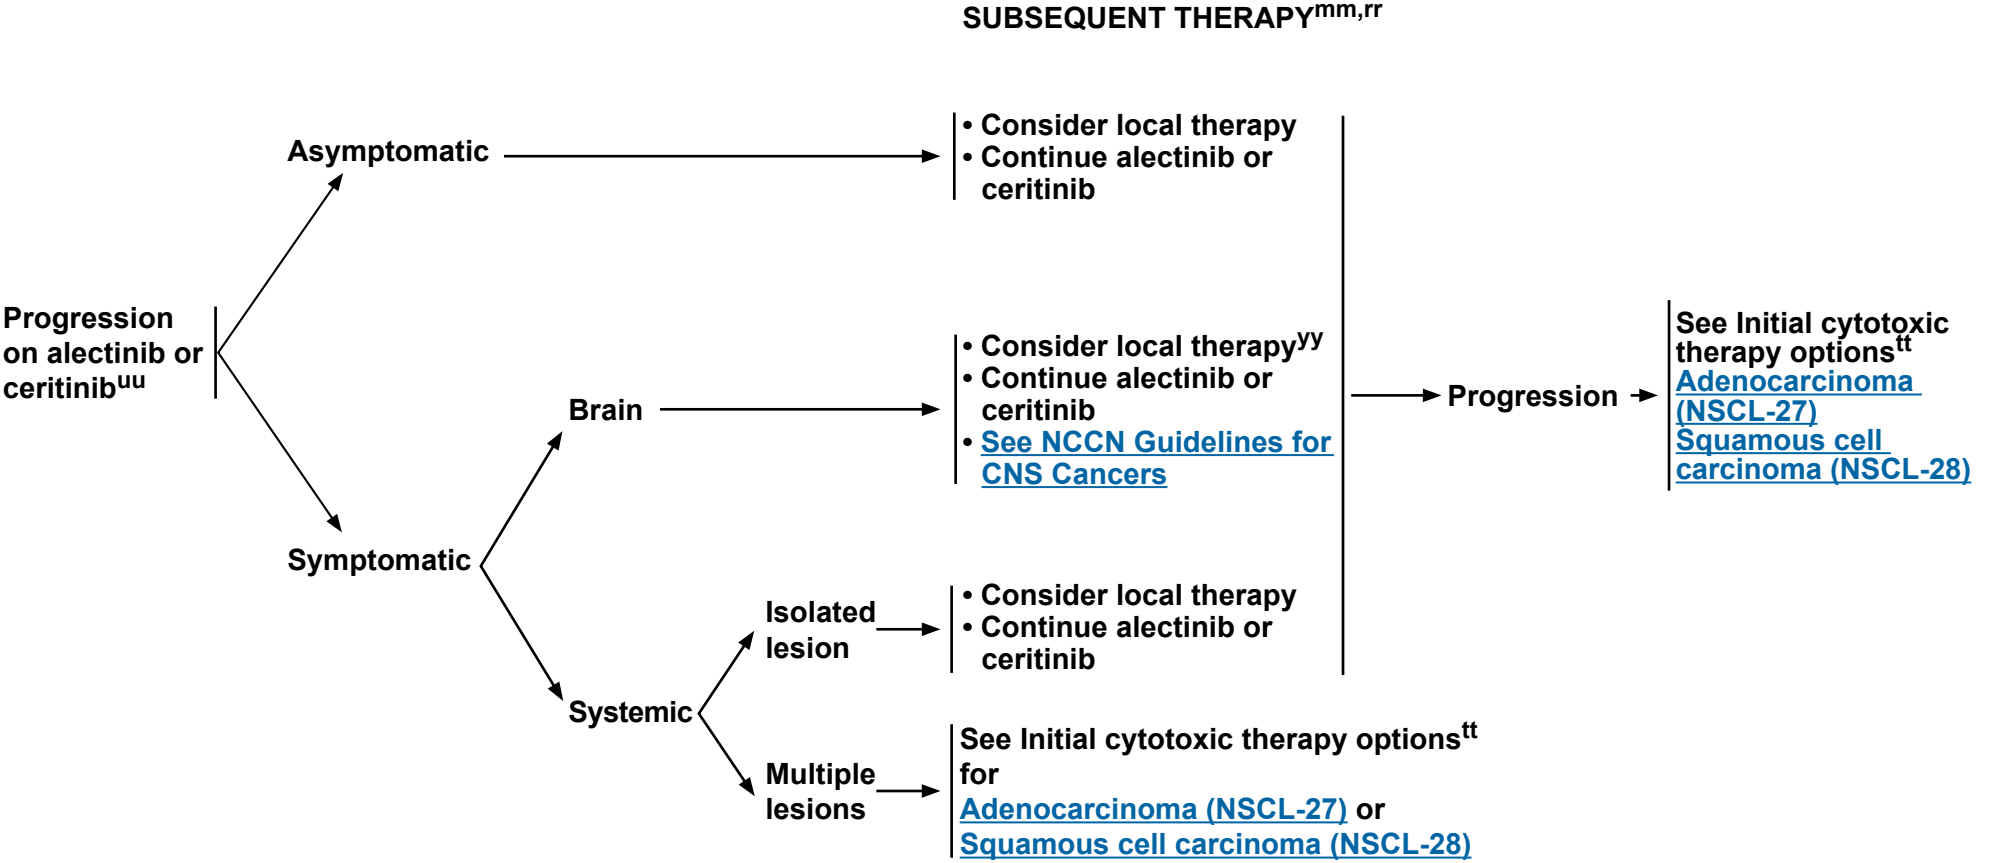 SUBSEQUENT THERAPYmm,rr
Asymptomatic
• Consider local therapy
• Continue alectinib or
ceritinib
Progression
on alectinib or
ceritinibuu
Symptomatic
Brain
• Consider local therapyyy
• Continue alectinib or
ceritinib
• See NCCN Guidelines for
CNS Cancers
Systemic
Isolated
lesion
• Consider local therapy
• Continue alectinib or
ceritinib
Multiple
lesions
See Initial cytotoxic therapy optionstt
for
Adenocarcinoma (NSCL-27) or
Squamous cell carcinoma (NSCL-28)
Progression
See Initial cytotoxic
therapy optionstt
Adenocarcinoma
(NSCL-27)
Squamous cell
carcinoma (NSCL-28)